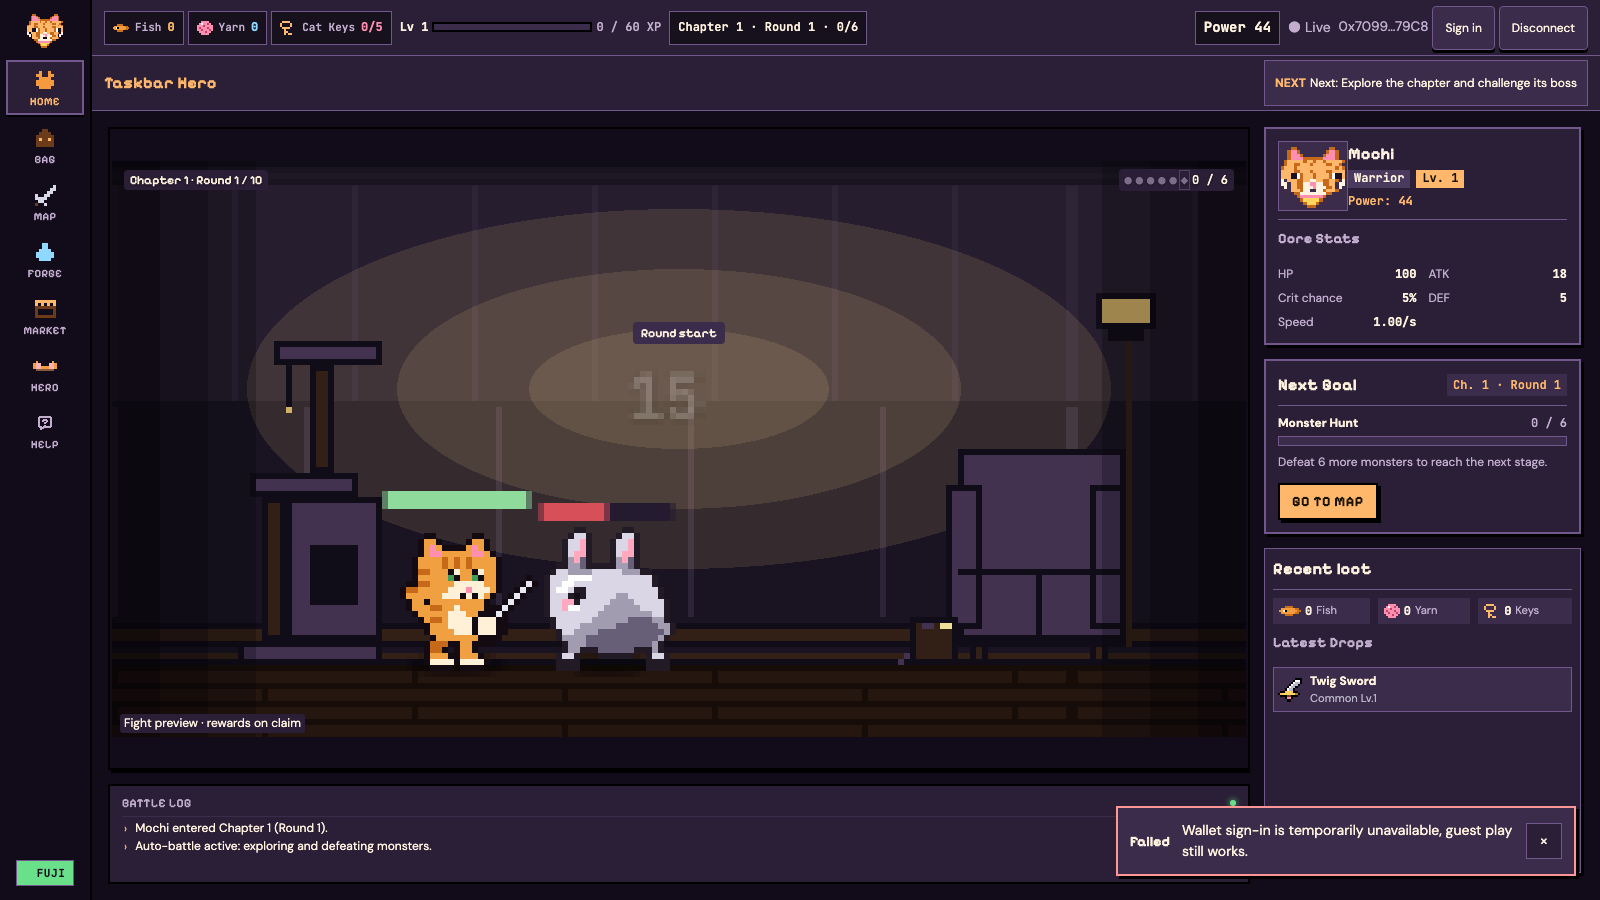 Fish 0
Yarn 0
Cat Keys 0/5
Lv 1
0 / 60 XP
Chapter 1 · Round 1 · 0/6
Power 44
Live
0x7099…79C8
Sign in
Disconnect
Taskbar Hero
NEXT Next: Explore the chapter and challenge its boss
HOME
BAG
MAP
FORGE
MARKET
HERO
HELP
FUJI
Chapter 1 · Round 1 / 10
0 / 6
Round start
15
Fight preview · rewards on claim
BATTLE LOG
› Mochi entered Chapter 1 (Round 1).
› Auto-battle active: exploring and defeating monsters.
Mochi
Warrior
Lv. 1
Power: 44
Core Stats
HP 100 ATK 18
Crit chance 5% DEF 5
Speed 1.00/s
Next Goal
Ch. 1 · Round 1
Monster Hunt 0 / 6
Defeat 6 more monsters to reach the next stage.
GO TO MAP
Recent loot
0 Fish
0 Yarn
0 Keys
Latest Drops
Twig Sword
Common Lv.1
Failed
Wallet sign-in is temporarily unavailable, guest play
still works.
×